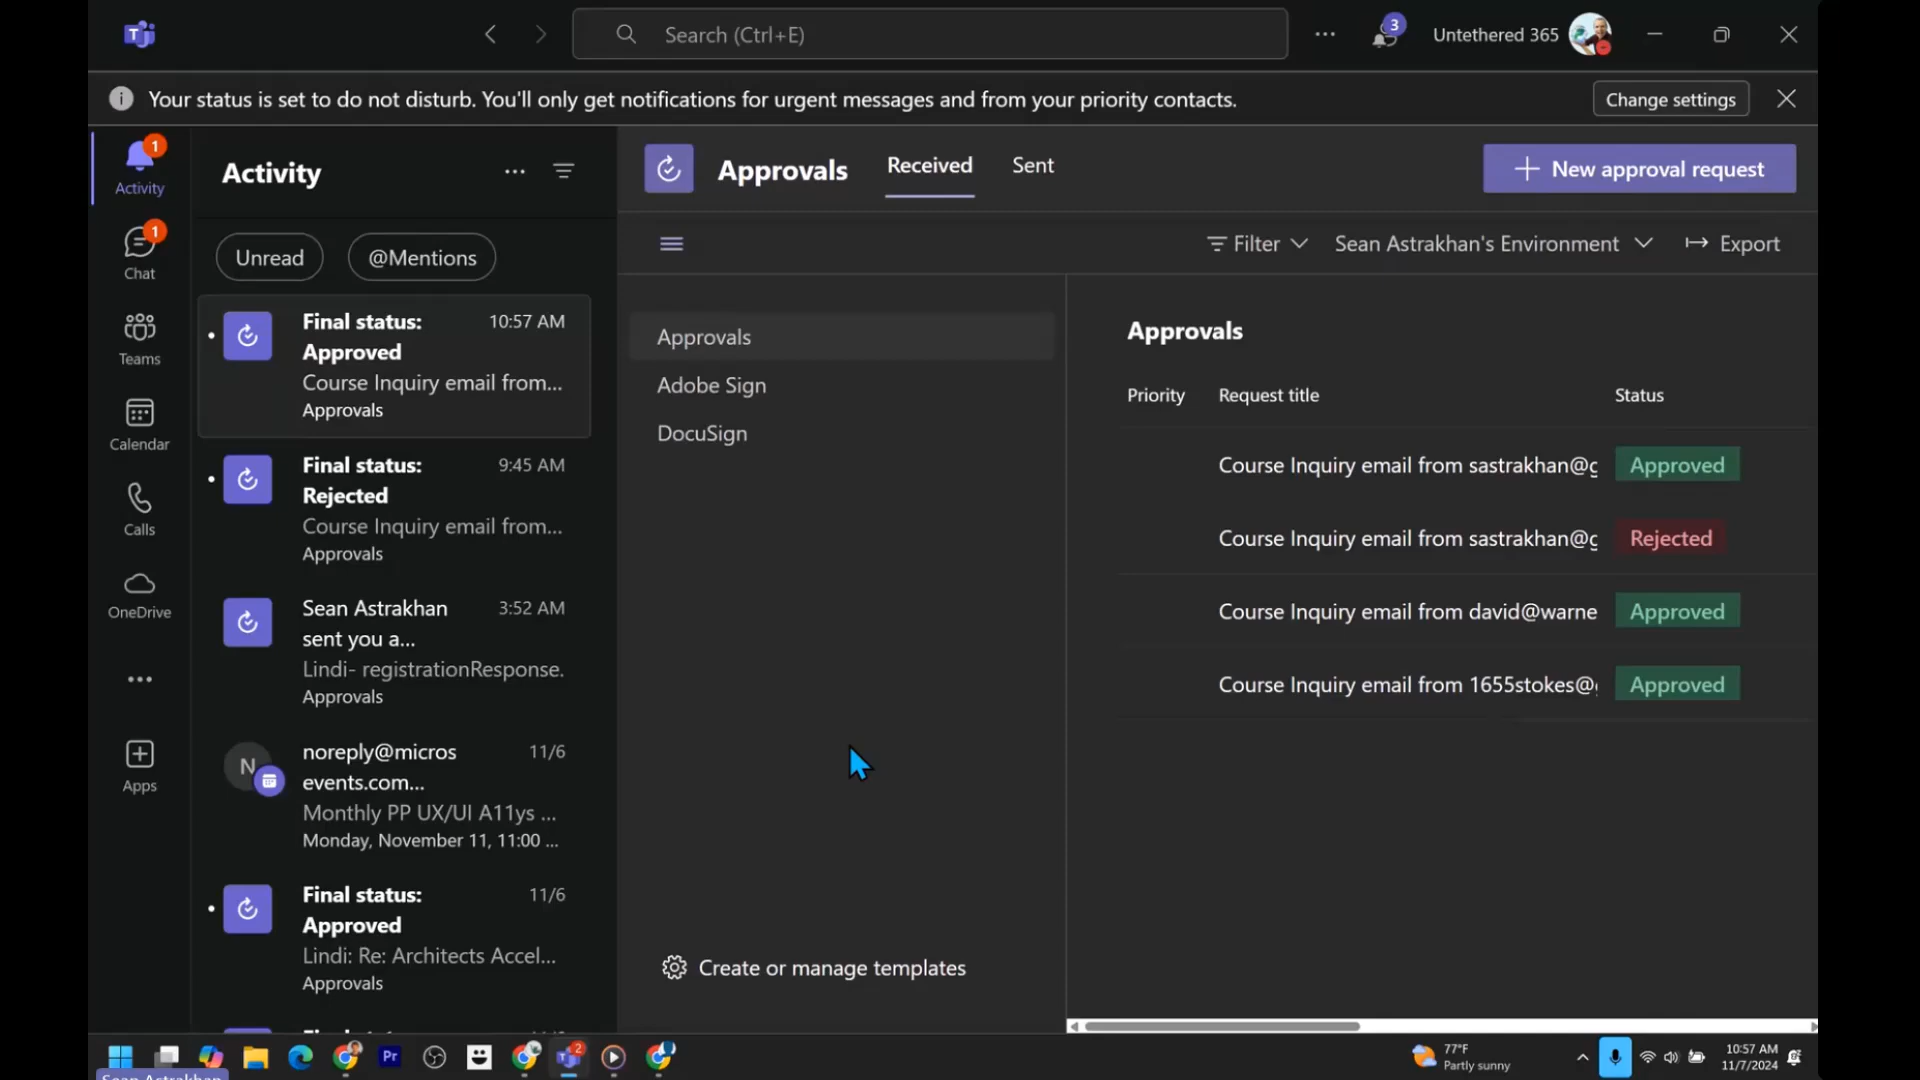 Search (Ctrl+E)
3
Untethered 365
Your status is set to do not disturb. You'll only get notifications for urgent messages and from your priority contacts.
Change settings
1
Activity
1
Chat
Teams
Calendar
Calls
OneDrive
Apps
Activity
Unread
@Mentions
Final status: 10:57 AM
Approved
Course Inquiry email from...
Approvals
Final status: 9:45 AM
Rejected
Course Inquiry email from...
Approvals
Sean Astrakhan 3:52 AM
sent you a...
Lindi- registrationResponse.
Approvals
N
noreply@micros 11/6
events.com...
Monthly PP UX/UI A11ys ...
Monday, November 11, 11:00 ...
Final status: 11/6
Approved
Lindi: Re: Architects Accel...
Approvals
Approvals
Received
Sent
New approval request
Filter
Sean Astrakhan's Environment
Export
Approvals
Adobe Sign
DocuSign
Create or manage templates
Approvals
Priority Request title Status
Course Inquiry email from sastrakhan@g Approved
Course Inquiry email from sastrakhan@g Rejected
Course Inquiry email from david@warne Approved
Course Inquiry email from 1655stokes@g Approved
Pr
2
77°F
Partly sunny
10:57 AM
11/7/2024
Sean Astrakhan